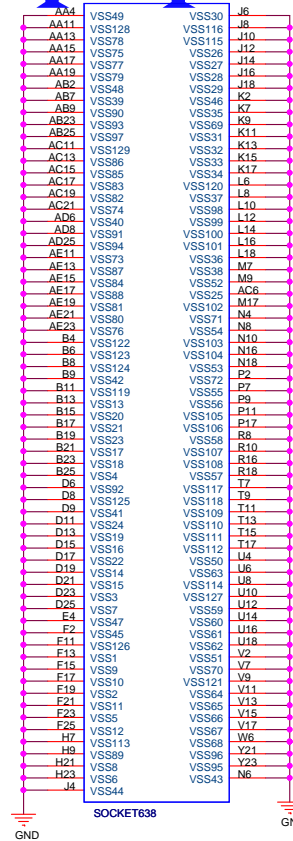 AA4 VSS49 VSS30 J6
AA11 VSS128 VSS116 J8
AA13 VSS78 VSS115 J10
AA15 VSS75 VSS26 J12
AA17 VSS77 VSS27 J14
AA19 VSS79 VSS28 J16
AB2 VSS48 VSS29 J18
AB7 VSS39 VSS46 K2
AB9 VSS90 VSS35 K7
AB23 VSS93 VSS69 K9
AB25 VSS97 VSS31 K11
AC11 VSS129 VSS32 K13
AC13 VSS86 VSS33 K15
AC15 VSS85 VSS34 K17
AC17 VSS83 VSS120 L6
AC19 VSS82 VSS37 L8
AC21 VSS74 VSS98 L10
AD6 VSS40 VSS99 L12
AD8 VSS91 VSS100 L14
AD25 VSS94 VSS101 L16
AE11 VSS73 VSS36 L18
AE13 VSS87 VSS38 M7
AE15 VSS84 VSS52 M9
AE17 VSS88 VSS25 AC6
AE19 VSS81 VSS102 M17
AE21 VSS80 VSS71 N4
AE23 VSS76 VSS54 N8
B4 VSS122 VSS103 N10
B6 VSS123 VSS104 N16
B8 VSS124 VSS53 N18
B9 VSS42 VSS72 P2
B11 VSS119 VSS55 P7
B13 VSS13 VSS56 P9
B15 VSS20 VSS105 P11
B17 VSS21 VSS106 P17
B19 VSS23 VSS58 R8
B21 VSS17 VSS107 R10
B23 VSS18 VSS108 R16
B25 VSS4 VSS57 R18
D6 VSS92 VSS117 T7
D8 VSS125 VSS118 T9
D9 VSS41 VSS109 T11
D11 VSS24 VSS110 T13
D13 VSS19 VSS111 T15
D15 VSS16 VSS112 T17
D17 VSS22 VSS50 U4
D19 VSS14 VSS63 U6
D21 VSS15 VSS114 U8
D23 VSS3 VSS127 U10
D25 VSS7 VSS59 U12
E4 VSS47 VSS60 U14
F2 VSS45 VSS61 U16
F11 VSS126 VSS62 U18
F13 VSS1 VSS51 V2
F15 VSS9 VSS70 V7
F17 VSS10 VSS121 V9
F19 VSS2 VSS64 V11
F21 VSS11 VSS65 V13
F23 VSS5 VSS66 V15
F25 VSS12 VSS67 V17
H7 VSS113 VSS68 W6
H9 VSS89 VSS96 Y21
H21 VSS8 VSS95 Y23
H23 VSS6 VSS43 N6
J4 VSS44
SOCKET638
GND